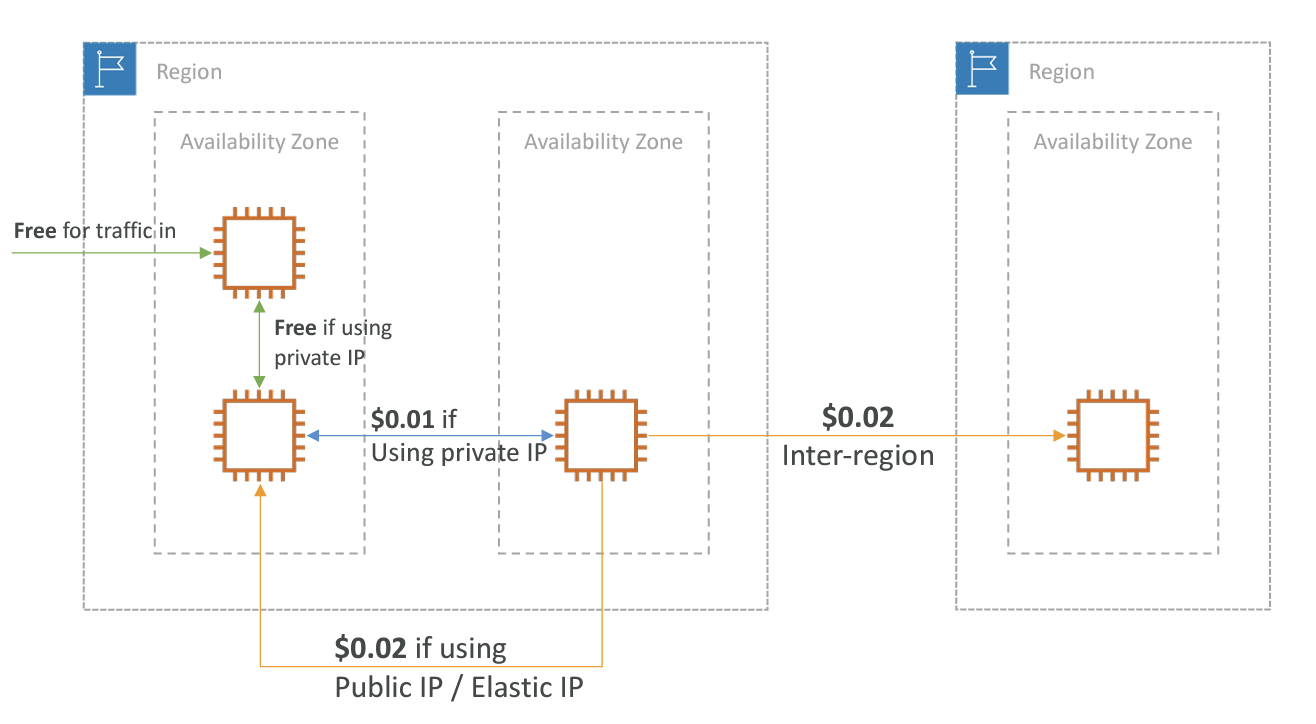 Region
Region
Availability Zone
Availability Zone
Availability Zone
Free for traffic in
Free if using
private IP
$0.01 if
Using private IP
$0.02
Inter-region
$0.02 if using
Public IP / Elastic IP